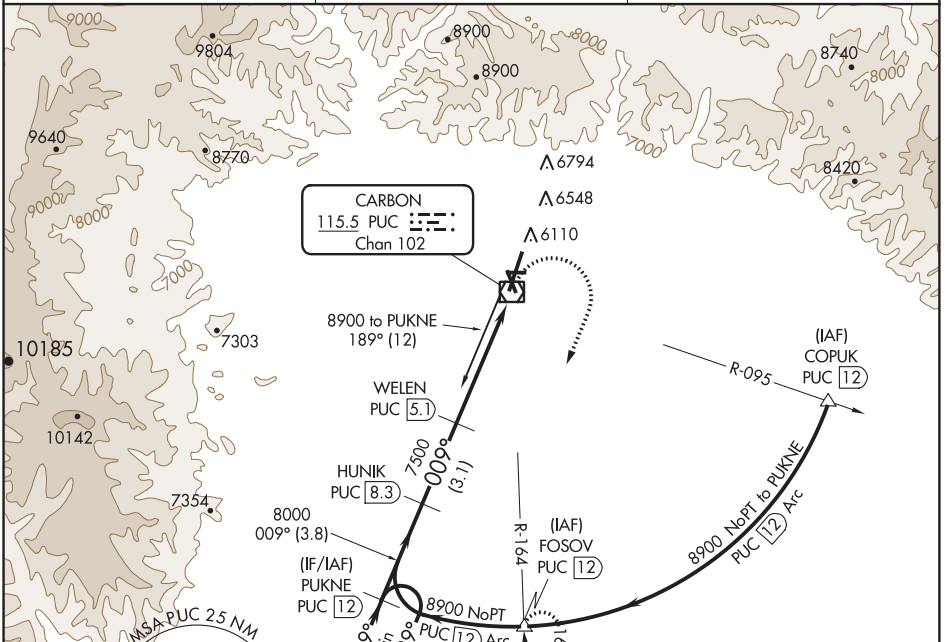 9000
9804
8900
8000
8900
8740
8000
9640
8770
7000
6794
8420
6548
9000
8000
CARBON
115.5 PUC
Chan 102
6110
7000
8900 to PUKNE
189° (12)
7303
10185
(IAF)
COPUK
PUC 12
R-095
WELEN
PUC 5.1
10142
7500
009°
(3.1)
HUNIK
PUC 8.3
7354
8000
009° (3.8)
R-164
(IAF)
FOSOV
PUC 12
8900 NoPT to PUKNE
PUC 12 Arc
(IF/IAF)
PUKNE
PUC 12
8900 NoPT
PUC 12 Arc
MSA PUC 25 NM